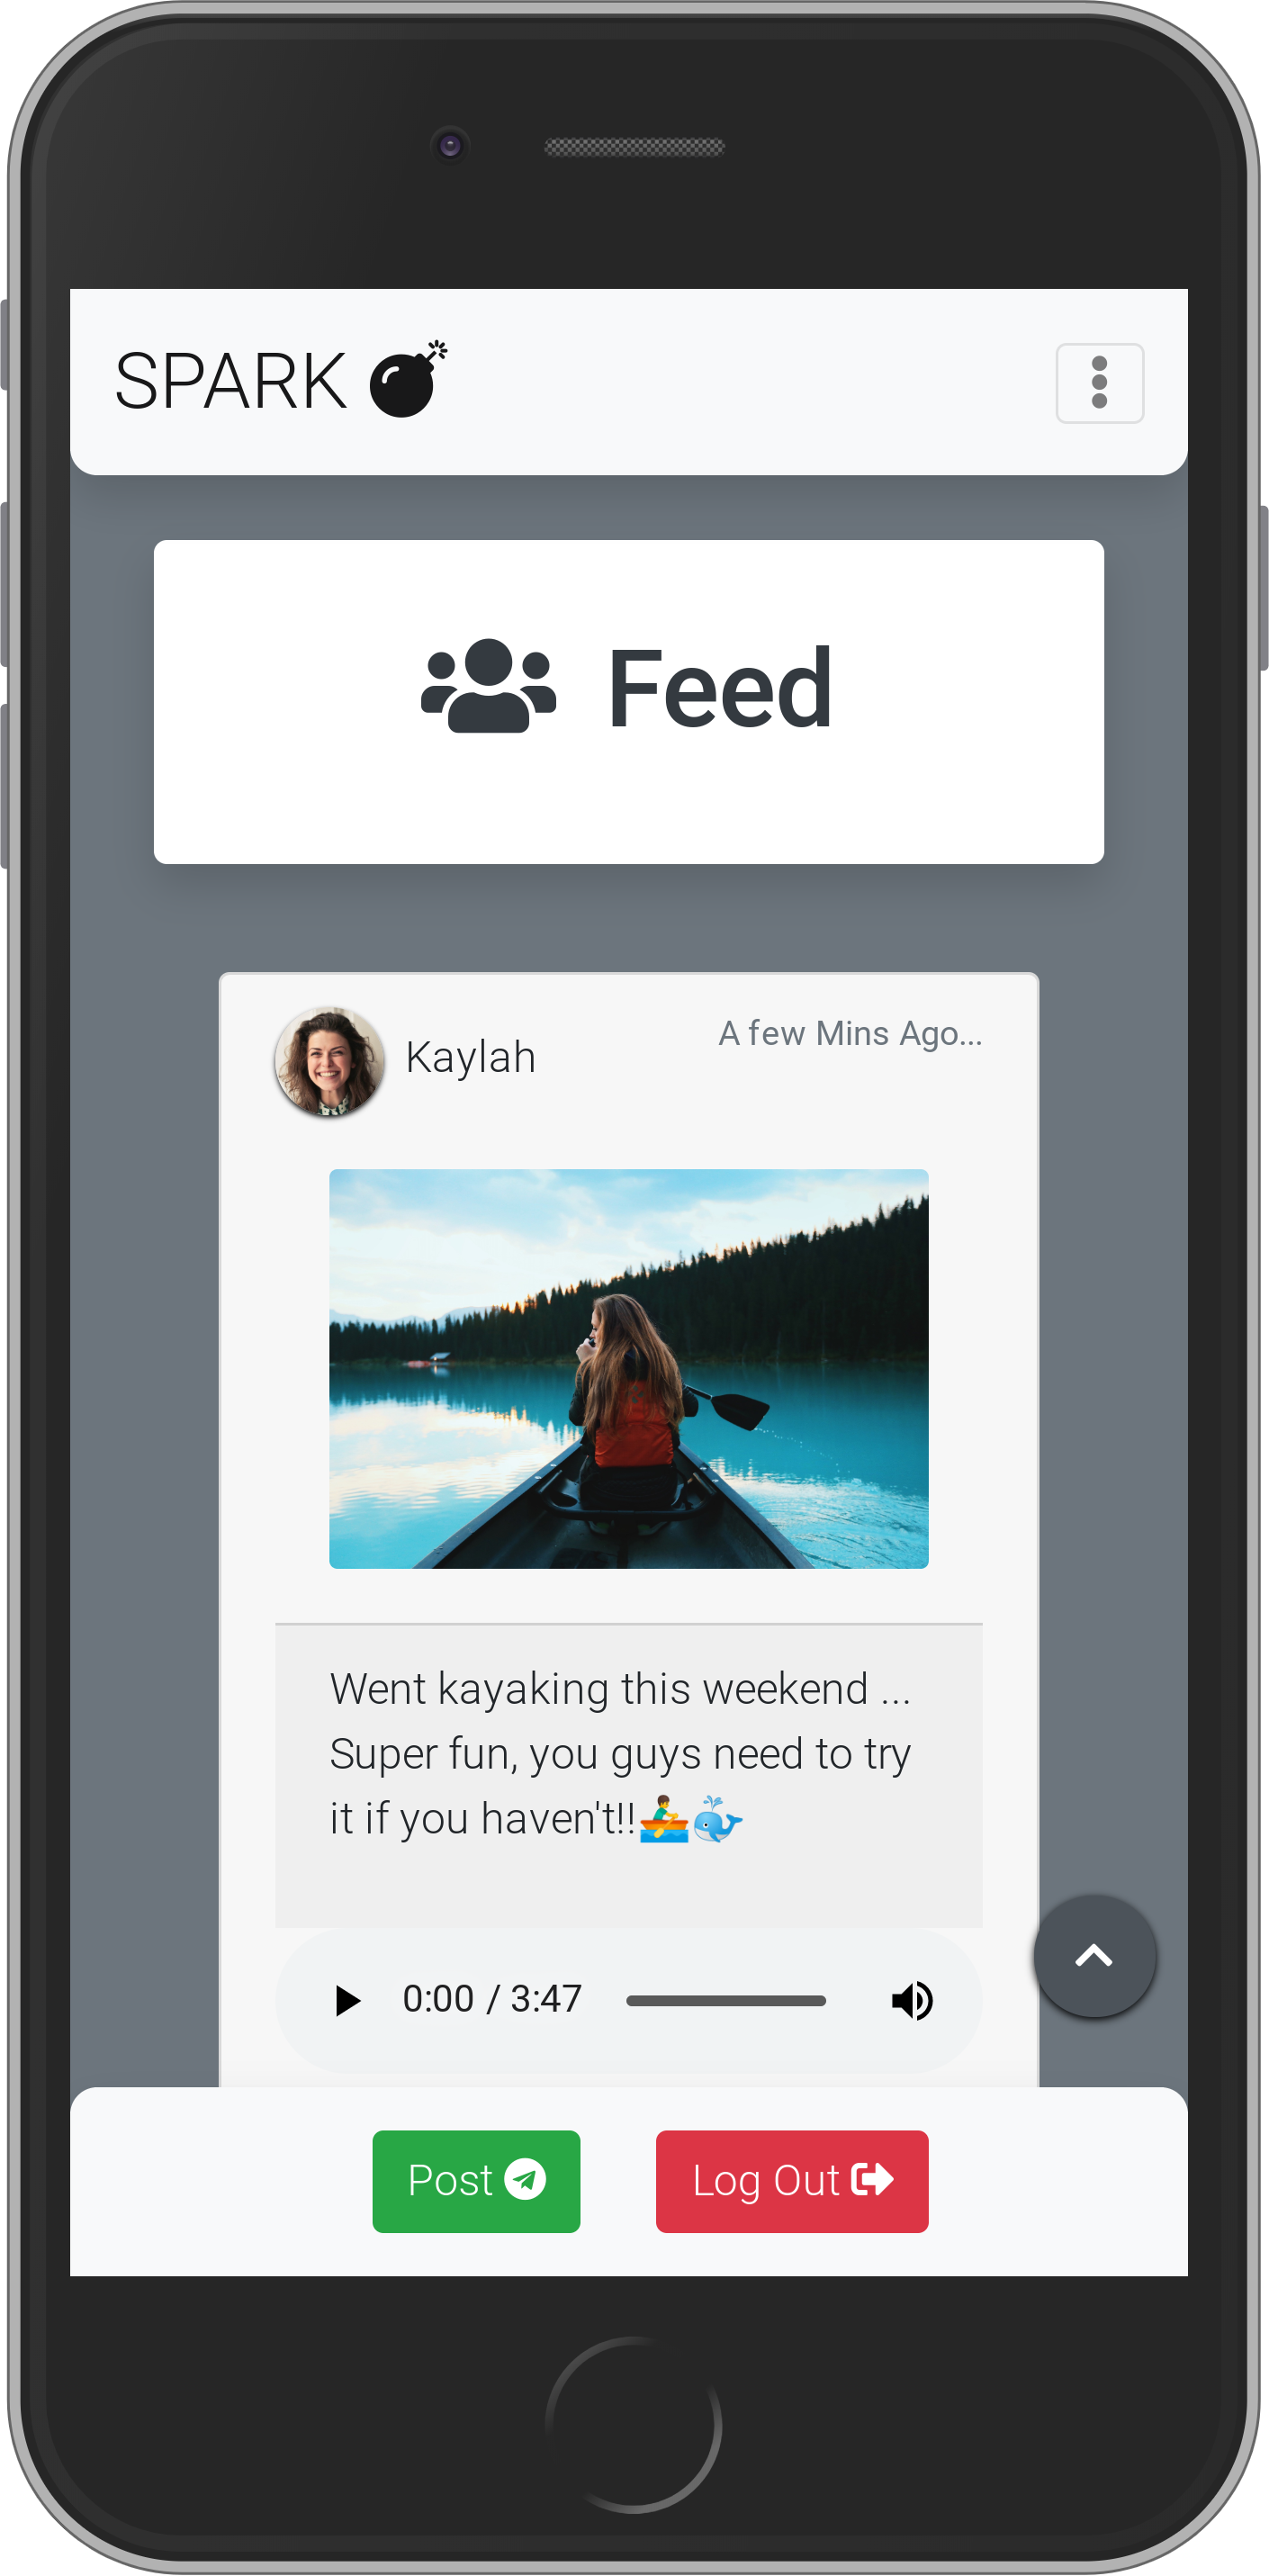 SPARK
Feed
Kaylah
A few Mins Ago...
Went kayaking this weekend ...
Super fun, you guys need to try
it if you haven't!!🚣‍♂️🐳
0:00 / 3:47
Post
Log Out